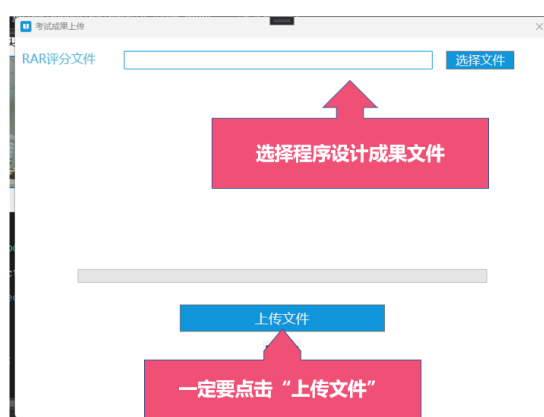 考试成果上传
RAR评分文件
选择文件
选择程序设计成果文件
上传文件
一定要点击“上传文件”